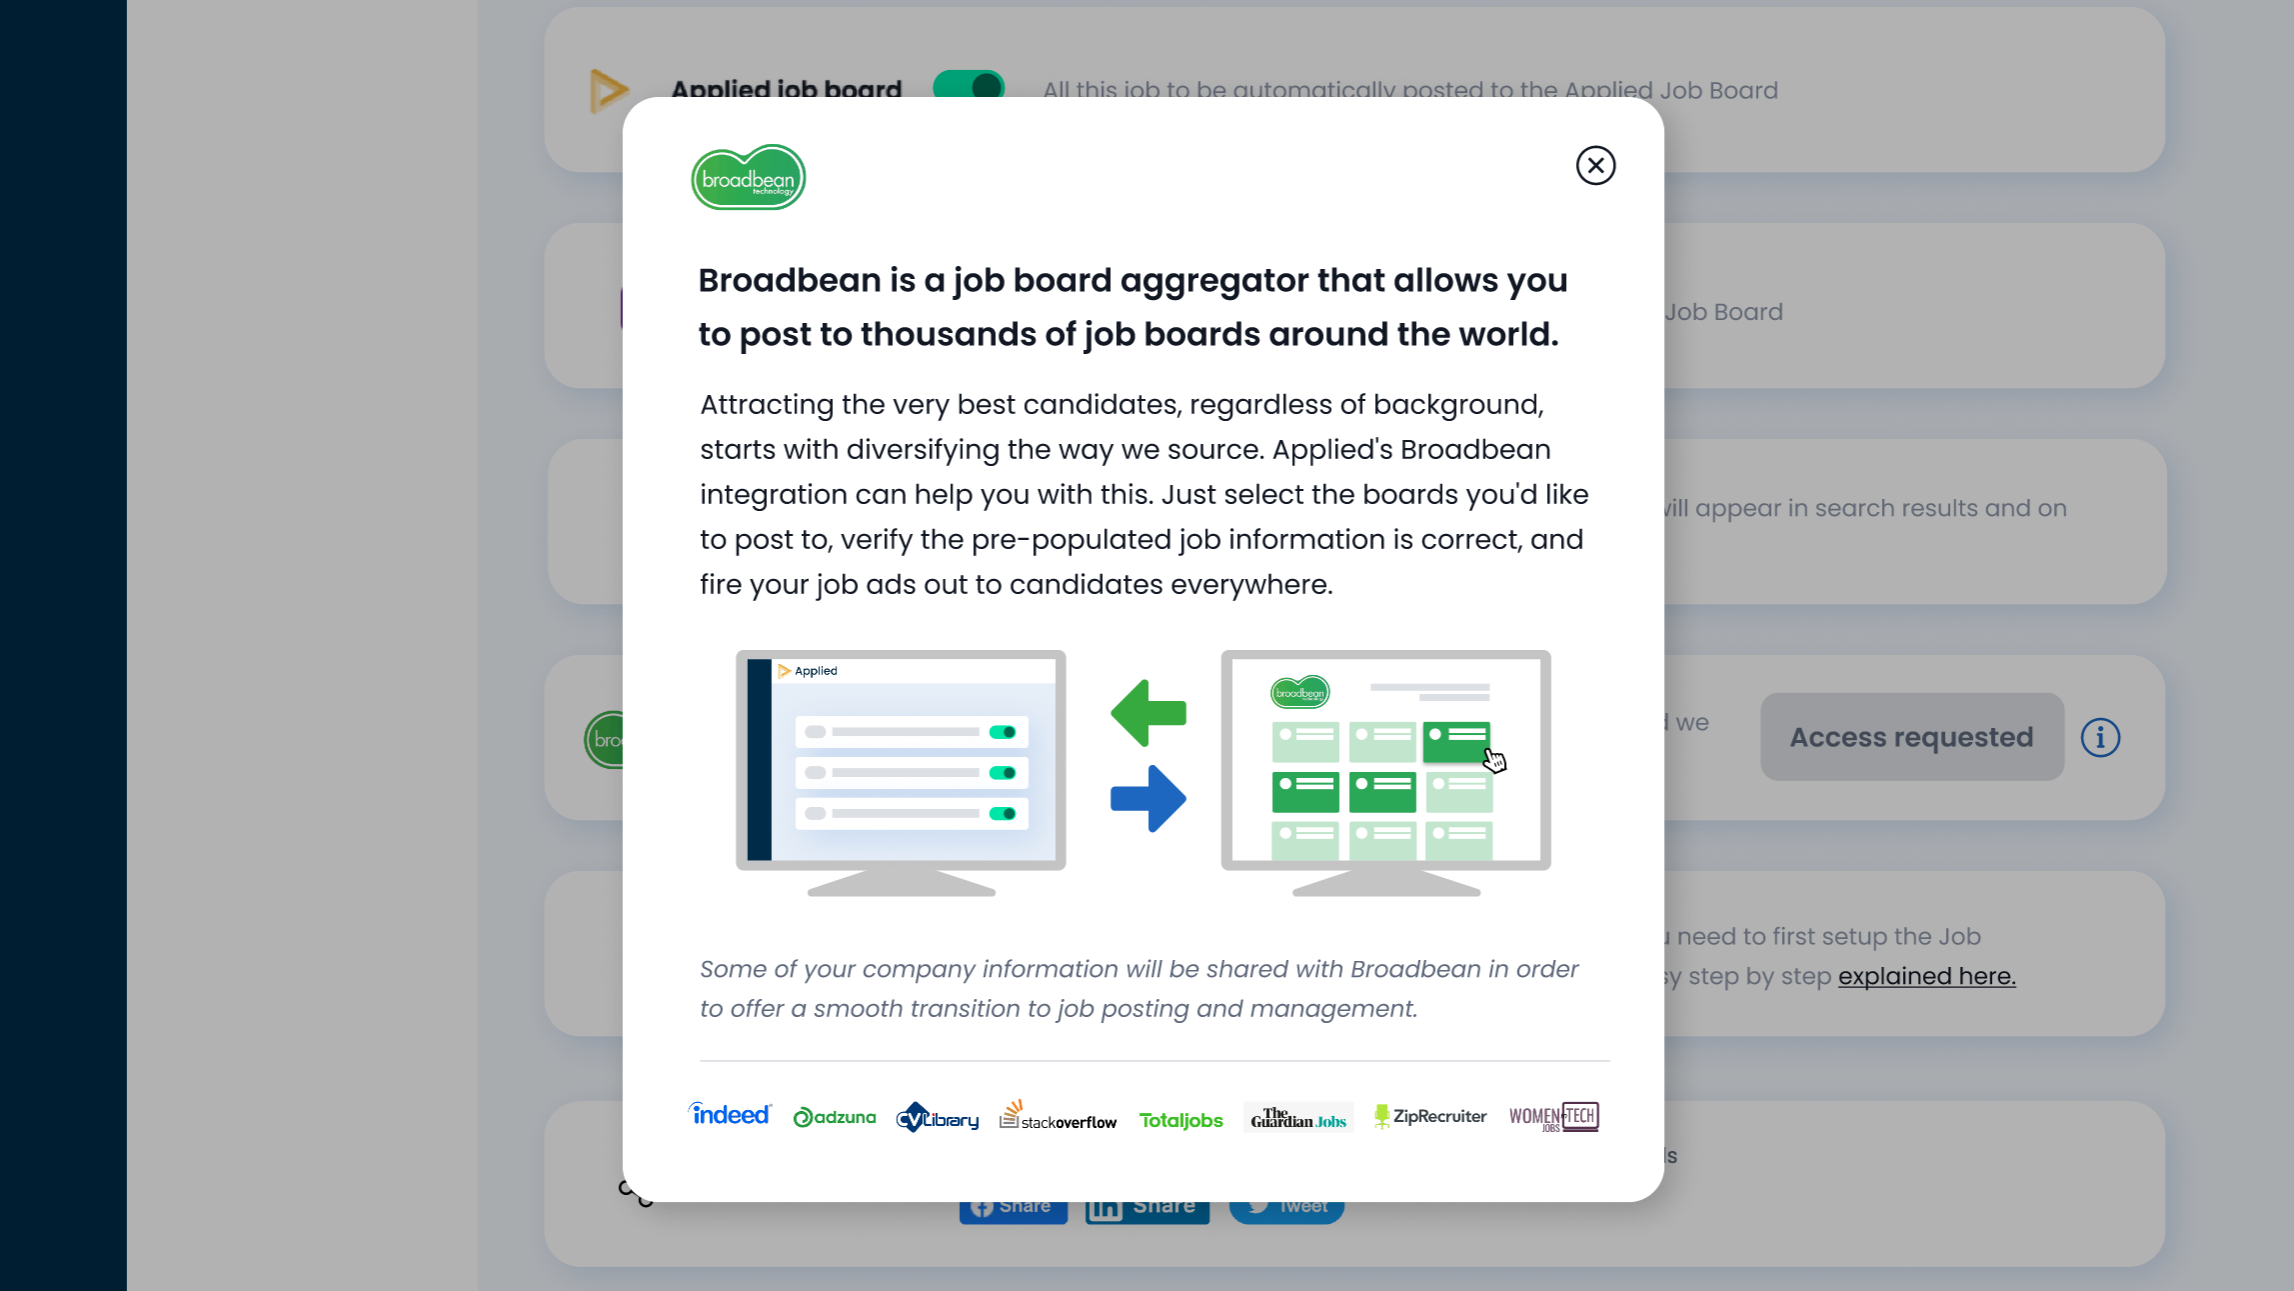 Applied job board
All this job to be automatically posted to the Applied Job Board
broadbean
technology
Broadbean is a job board aggregator that allows you
to post to thousands of job boards around the world.
Job Board
Attracting the very best candidates, regardless of background,
starts with diversifying the way we source. Applied's Broadbean
integration can help you with this. Just select the boards you'd like
to post to, verify the pre-populated job information is correct, and
fire your job ads out to candidates everywhere.
will appear in search results and on
Applied
broadbean
bro
we
Access requested
need to first setup the Job
step by step explained here.
Some of your company information will be shared with Broadbean in order
to offer a smooth transition to job posting and management.
indeed
adzuna
CVLibrary
stackoverflow
Totaljobs
The Guardian Jobs
ZipRecruiter
WOMEN IN TECH JOBS
Share
Share
Tweet